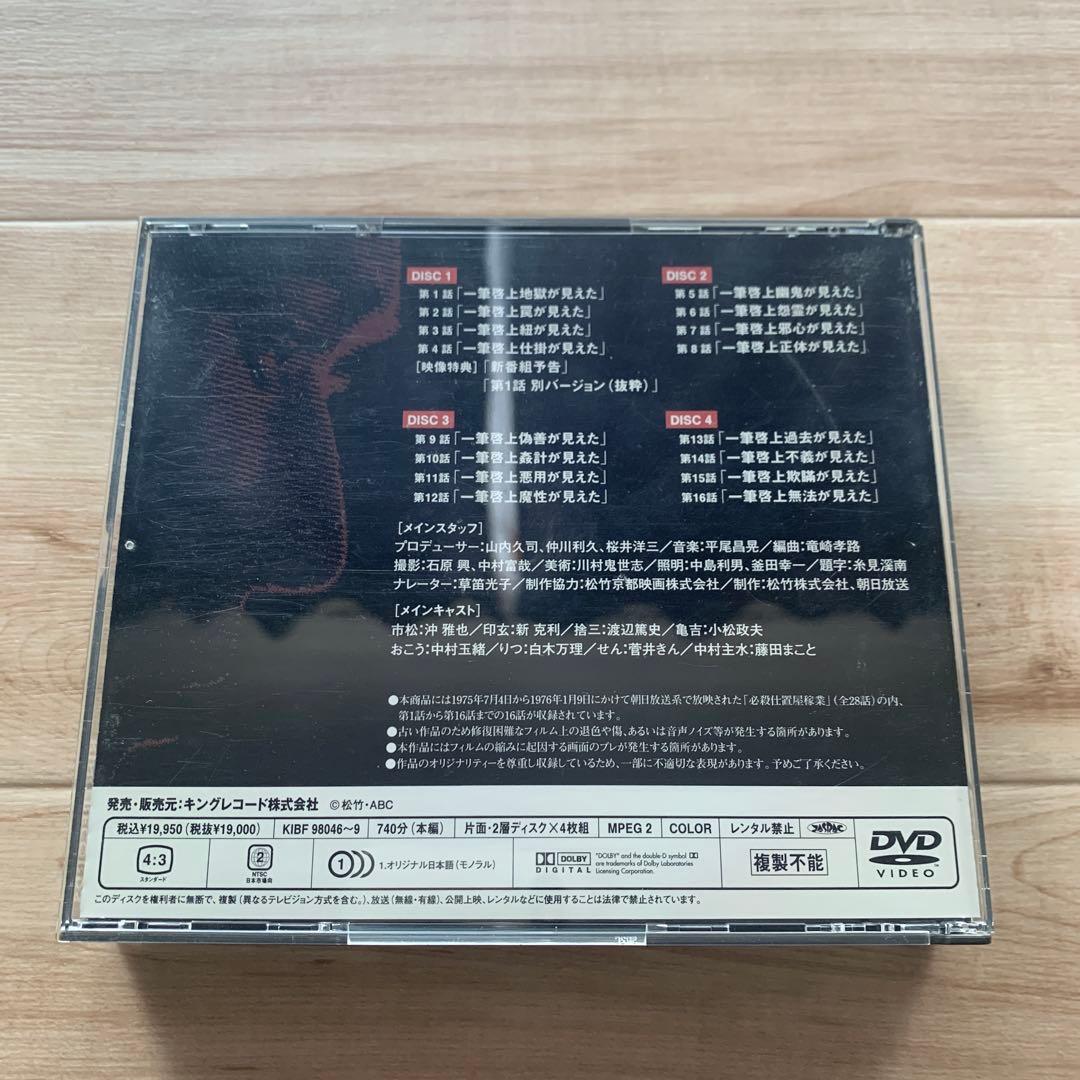 DISC 1
第1話「一筆啓上地獄が見えた」
第2話「一筆啓上罠が見えた」
第3話「一筆啓上紐が見えた」
第4話「一筆啓上仕掛が見えた」
[映像特典]「新番組予告」
「第1話 別バージョン(抜粋)」
DISC 2
第5話「一筆啓上幽鬼が見えた」
第6話「一筆啓上怨霊が見えた」
第7話「一筆啓上邪心が見えた」
第8話「一筆啓上正体が見えた」
DISC 3
第9話「一筆啓上偽善が見えた」
第10話「一筆啓上姦計が見えた」
第11話「一筆啓上悪用が見えた」
第12話「一筆啓上魔性が見えた」
DISC 4
第13話「一筆啓上過去が見えた」
第14話「一筆啓上不義が見えた」
第15話「一筆啓上欺瞞が見えた」
第16話「一筆啓上無法が見えた」
[メインスタッフ]
プロデューサー:山内久司、仲川利久、桜井洋三/音楽:平尾昌晃/編曲:竜崎孝路
撮影:石原 興、中村富哉/美術:川村鬼世志/照明:中島利男、釜田幸一/題字:糸見溪南
ナレーター:草笛光子/制作協力:松竹京都映画株式会社/制作:松竹株式会社、朝日放送
[メインキャスト]
市松:沖 雅也/印玄:新 克利/捨三:渡辺篤史/亀吉:小松政夫
おこう:中村玉緒/りつ:白木万理/せん:菅井きん/中村主水:藤田まこと
●本商品には1975年7月4日から1976年1月9日にかけて朝日放送系で放映された「必殺仕置屋稼業」(全28話)の内、
第1話から第16話までの16話が収録されています。
●古い作品のため修復困難なフィルム上の退色や傷、あるいは音声ノイズ等が発生する箇所があります。
●本作品にはフィルムの縮みに起因する画面のブレが発生する箇所があります。
●作品のオリジナリティーを尊重し収録しているため、一部に不適切な表現があります。予めご了承ください。
発売・販売元:キングレコード株式会社 ©松竹・ABC
税込¥19,950(税抜¥19,000) KIBF 98046~9 740分(本編) 片面・2層ディスク×4枚組 MPEG 2 COLOR レンタル禁止
4:3
スタンダード
2
NTSC
日本市場向
1 1.オリジナル日本語(モノラル)
DOLBY
DIGITAL
"DOLBY" and the double-D symbol
are trademarks of Dolby Laboratories
Licensing Corporation.
複製不能
DVD
VIDEO
このディスクを権利者に無断で、複製(異なるテレビジョン方式を含む。)、放送(無線・有線)、公開上映、レンタルなどに使用することは法律で禁止されています。